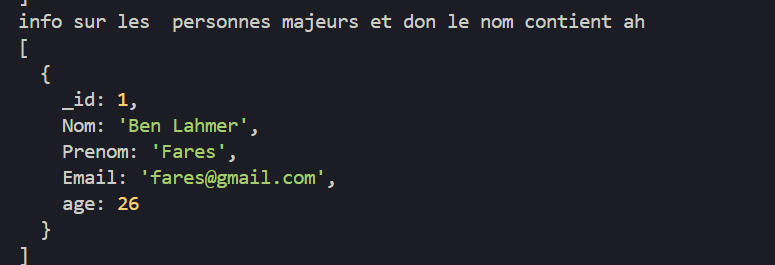 ]
info sur les  personnes majeurs et don le nom contient ah
[
  {
    _id: 1,
    Nom: 'Ben Lahmer',
    Prenom: 'Fares',
    Email: 'fares@gmail.com',
    age: 26
  }
]